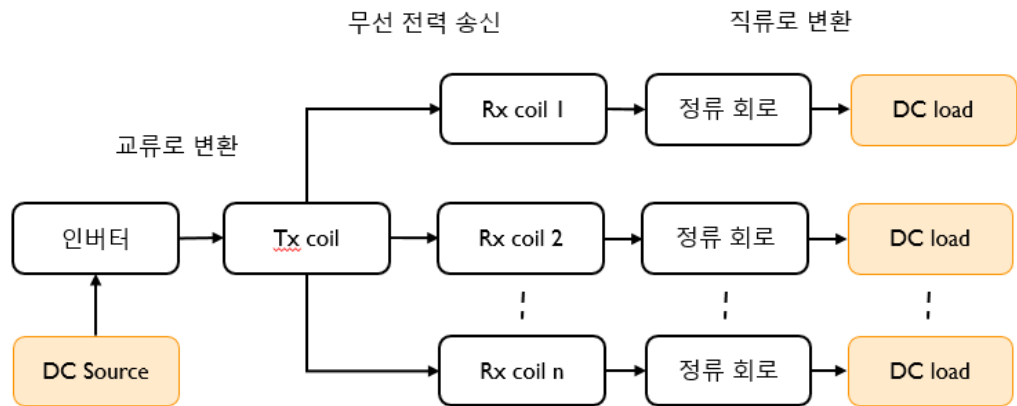 무선 전력 송신
직류로 변환
Rx coil 1
정류 회로
DC load
교류로 변환
인버터
Tx coil
Rx coil 2
정류 회로
DC load
DC Source
Rx coil n
정류 회로
DC load